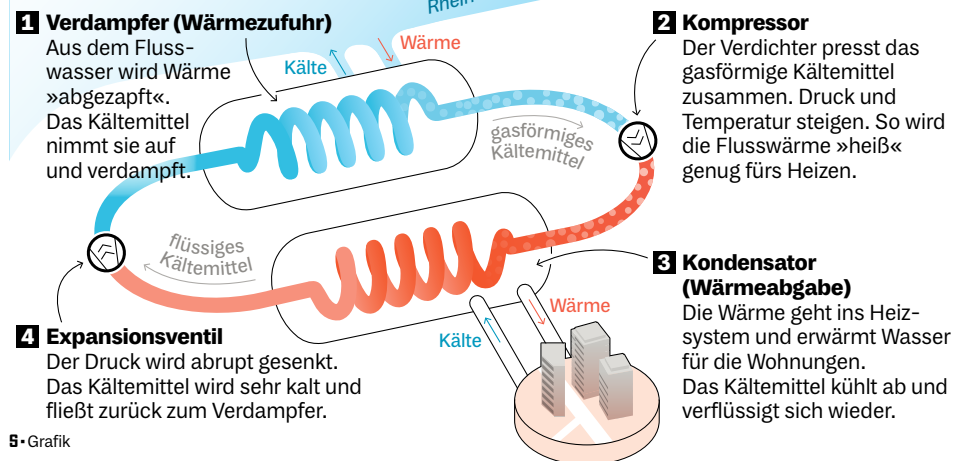 Rhein
1 Verdampfer (Wärmezufuhr)
Aus dem Fluss-
wasser wird Wärme
»abgezapft«.
Das Kältemittel
nimmt sie auf
und verdampft.
Kälte
Wärme
2 Kompressor
Der Verdichter presst das
gasförmige Kältemittel
zusammen. Druck und
Temperatur steigen. So wird
die Flusswärme »heiß«
genug fürs Heizen.
gasförmiges
Kältemittel
flüssiges
Kältemittel
3 Kondensator
(Wärmeabgabe)
Die Wärme geht ins Heiz-
system und erwärmt Wasser
für die Wohnungen.
Das Kältemittel kühlt ab und
verflüssigt sich wieder.
Kälte
Wärme
4 Expansionsventil
Der Druck wird abrupt gesenkt.
Das Kältemittel wird sehr kalt und
fließt zurück zum Verdampfer.
S▪Grafik